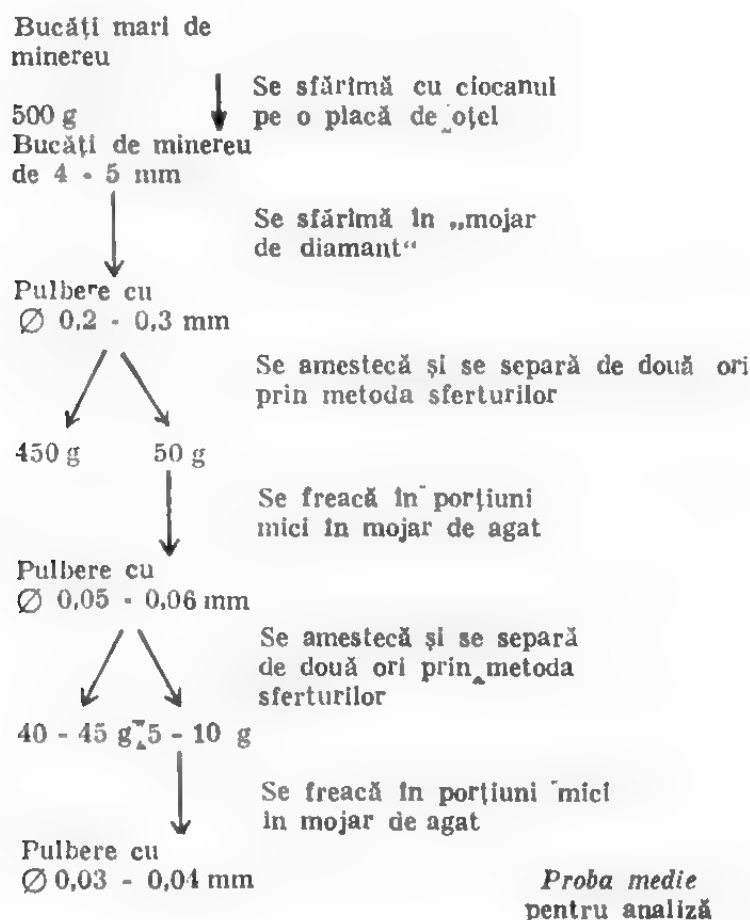 Bucăți mari de
minereu
Se sfărîmă cu ciocanul
500 g
pe o placă de oțel
Bucăți de minereu
de 4 - 5 mm
Se sfărîmă în „mojar
de diamant“
Pulbere cu
∅ 0,2 - 0,3 mm
Se amestecă și se separă de două ori
prin metoda sferturilor
450 g 50 g
Se freacă în porțiuni
mici în mojar de agat
Pulbere cu
∅ 0,05 - 0,06 mm
Se amestecă și se separă
de două ori prin metoda
sferturilor
40 - 45 g 5 - 10 g
Se freacă în porțiuni mici
în mojar de agat
Pulbere cu
∅ 0,03 - 0,04 mm
Proba medie
pentru analiză